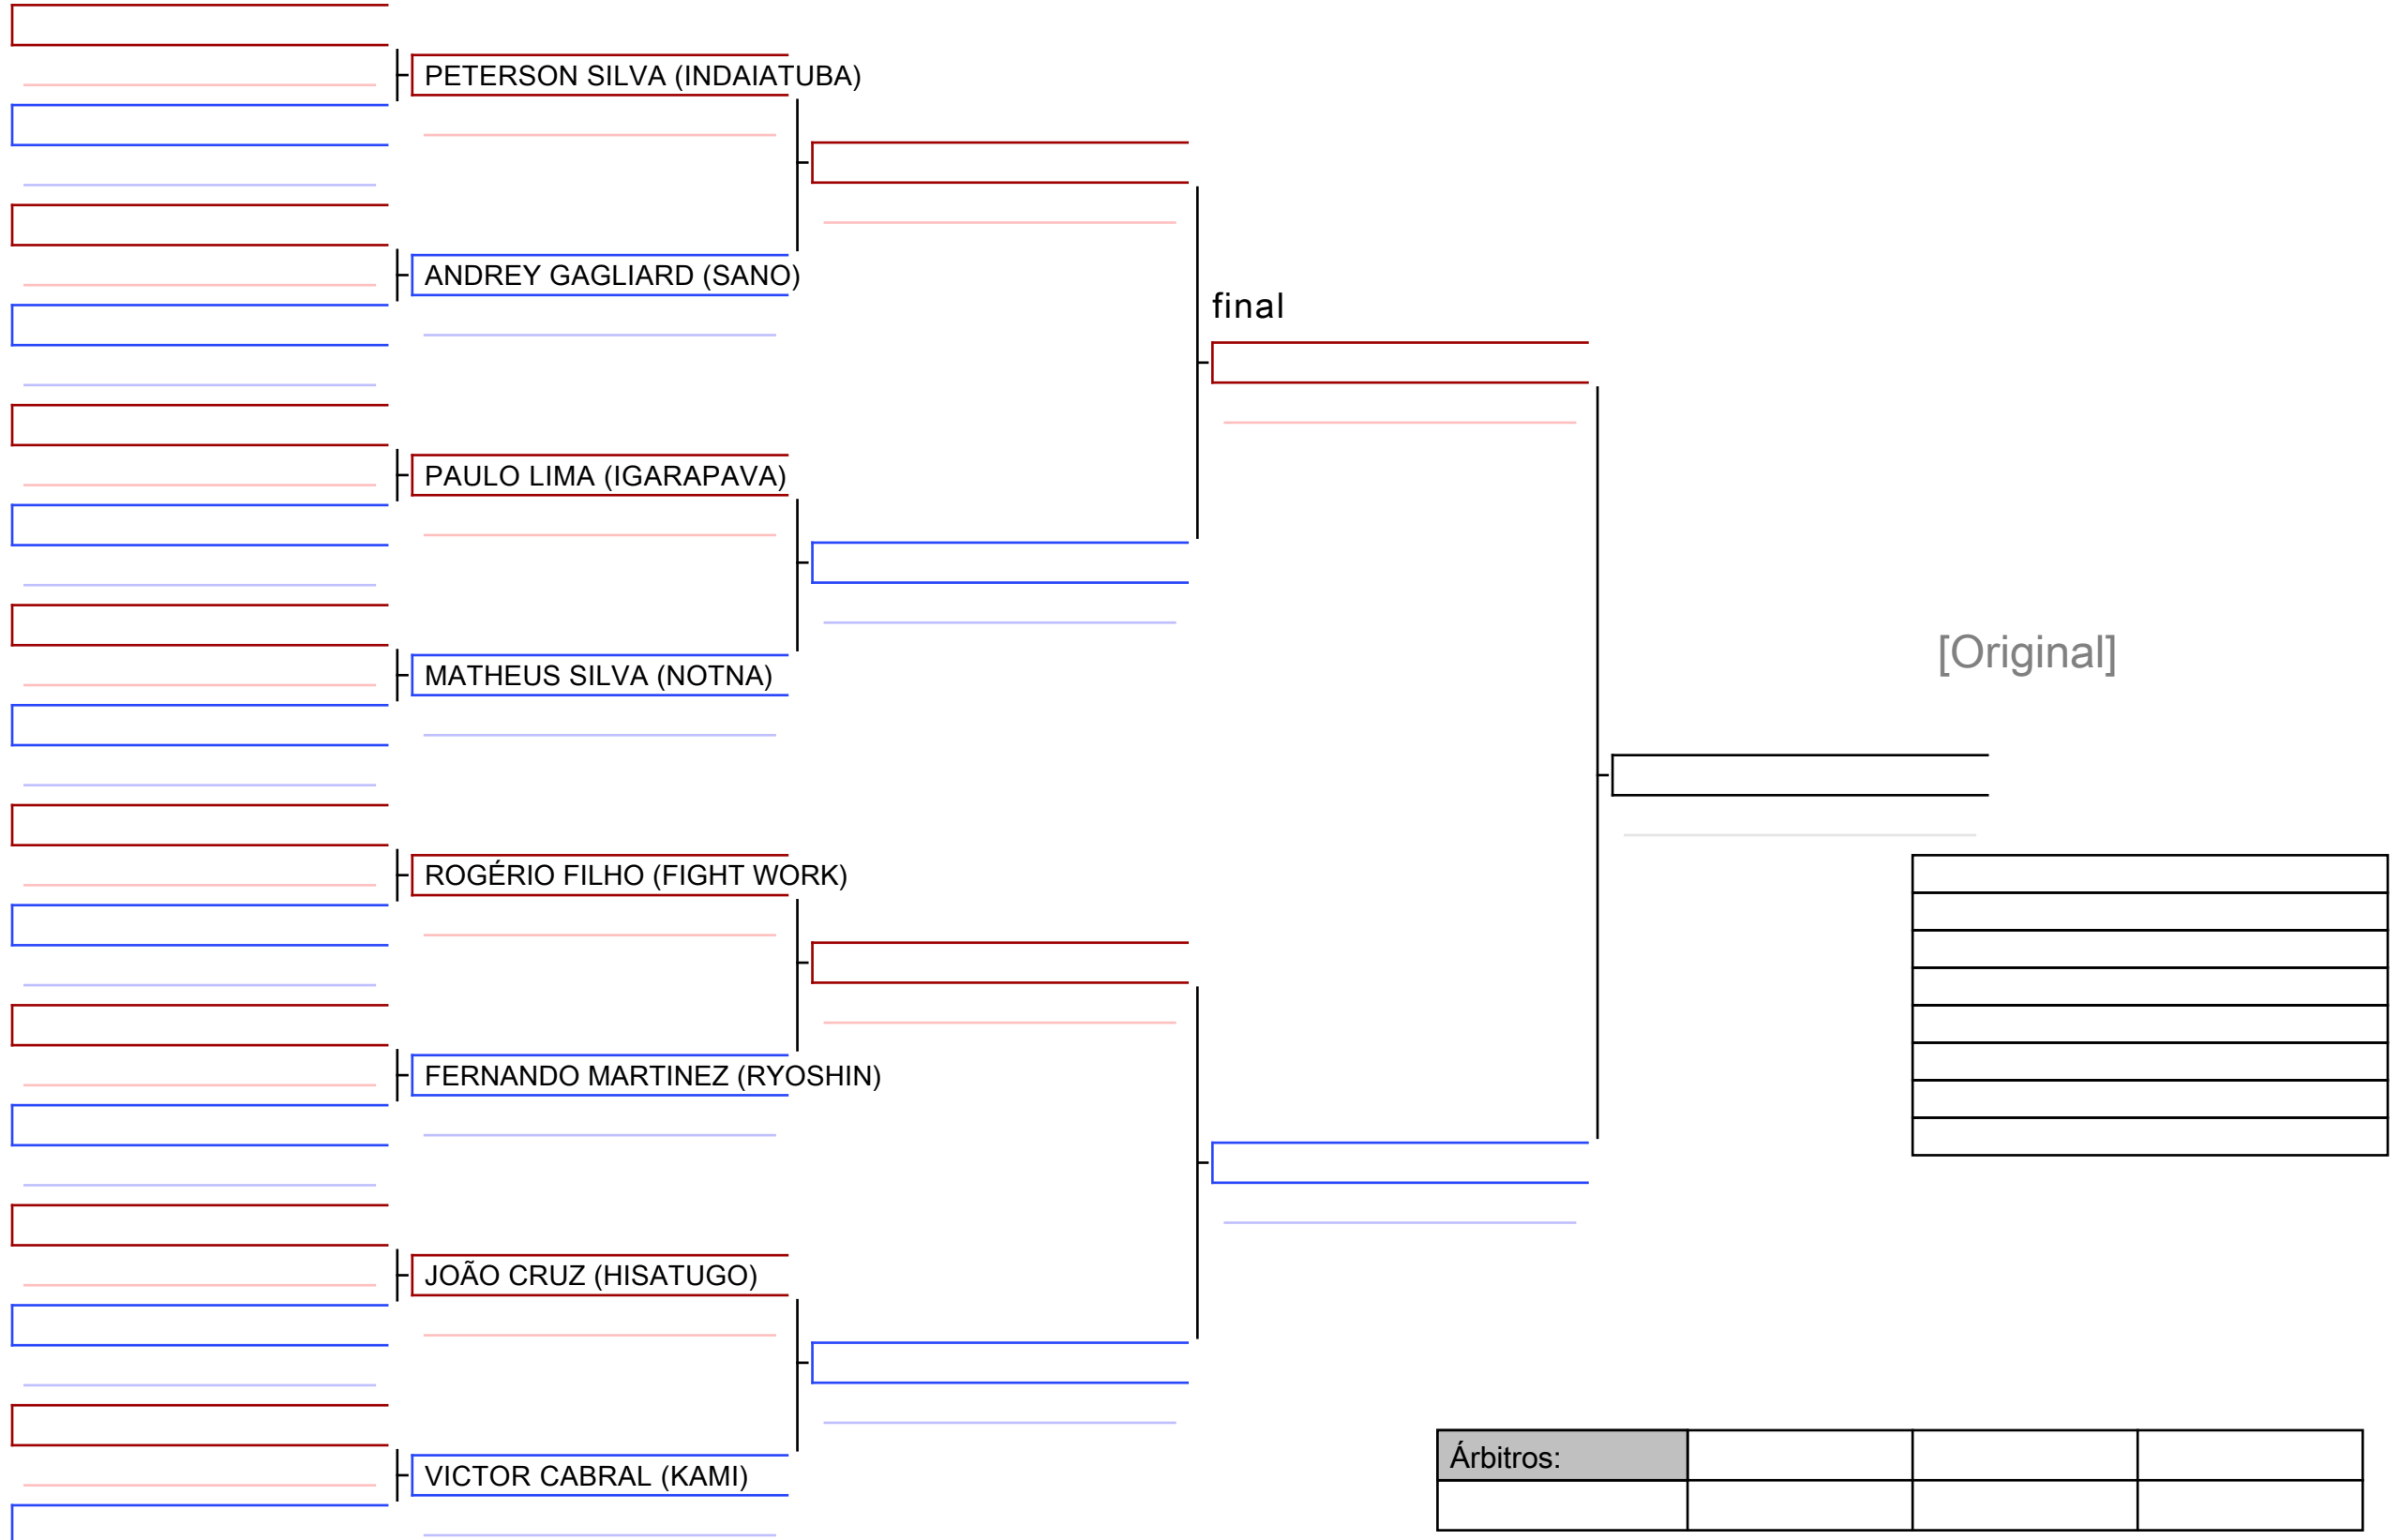 PETERSON SILVA (INDAIATUBA)
ANDREY GAGLIARD (SANO)
final
PAULO LIMA (IGARAPAVA)
[Original]
MATHEUS SILVA (NOTNA)
ROGÉRIO FILHO (FIGHT WORK)
FERNANDO MARTINEZ (RYOSHIN)
JOÃO CRUZ (HISATUGO)
VICTOR CABRAL (KAMI)
Árbitros: